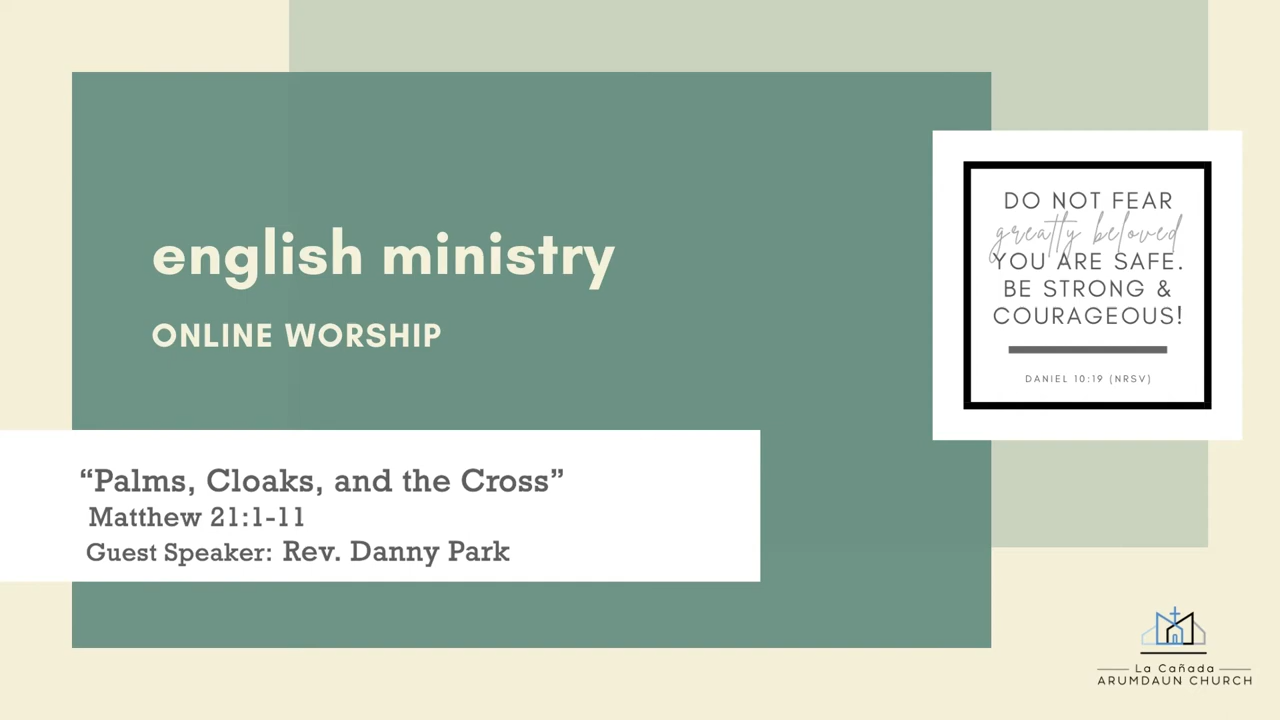 english ministry
ONLINE WORSHIP
“Palms, Cloaks, and the Cross”
Matthew 21:1-11
Guest Speaker: Rev. Danny Park
DO NOT FEAR
greatly beloved
YOU ARE SAFE.
BE STRONG &
COURAGEOUS!
DANIEL 10:19 (NRSV)
La Cañada
ARUMDAUN CHURCH